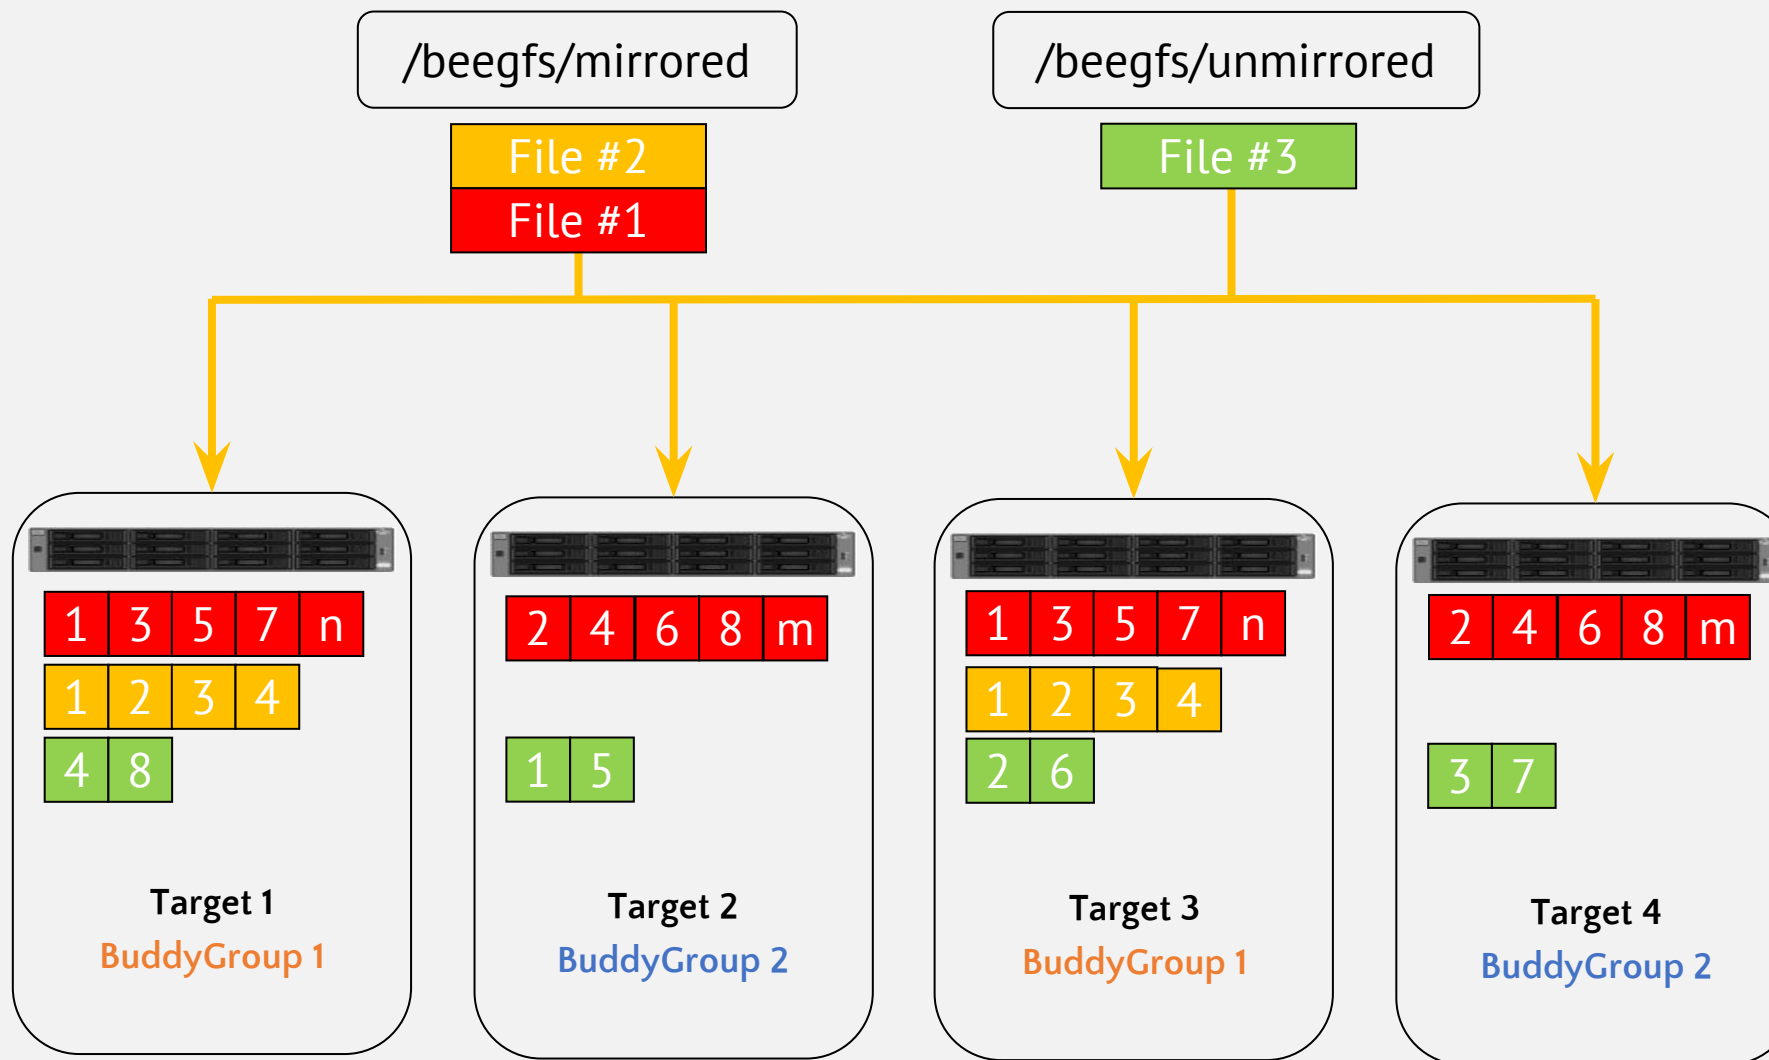 /beegfs/mirrored
/beegfs/unmirrored
File #2
File #1
File #3
1 3 5 7 n
1 2 3 4
4 8
Target 1
BuddyGroup 1
2 4 6 8 m
1 5
Target 2
BuddyGroup 2
1 3 5 7 n
1 2 3 4
2 6
Target 3
BuddyGroup 1
2 4 6 8 m
3 7
Target 4
BuddyGroup 2